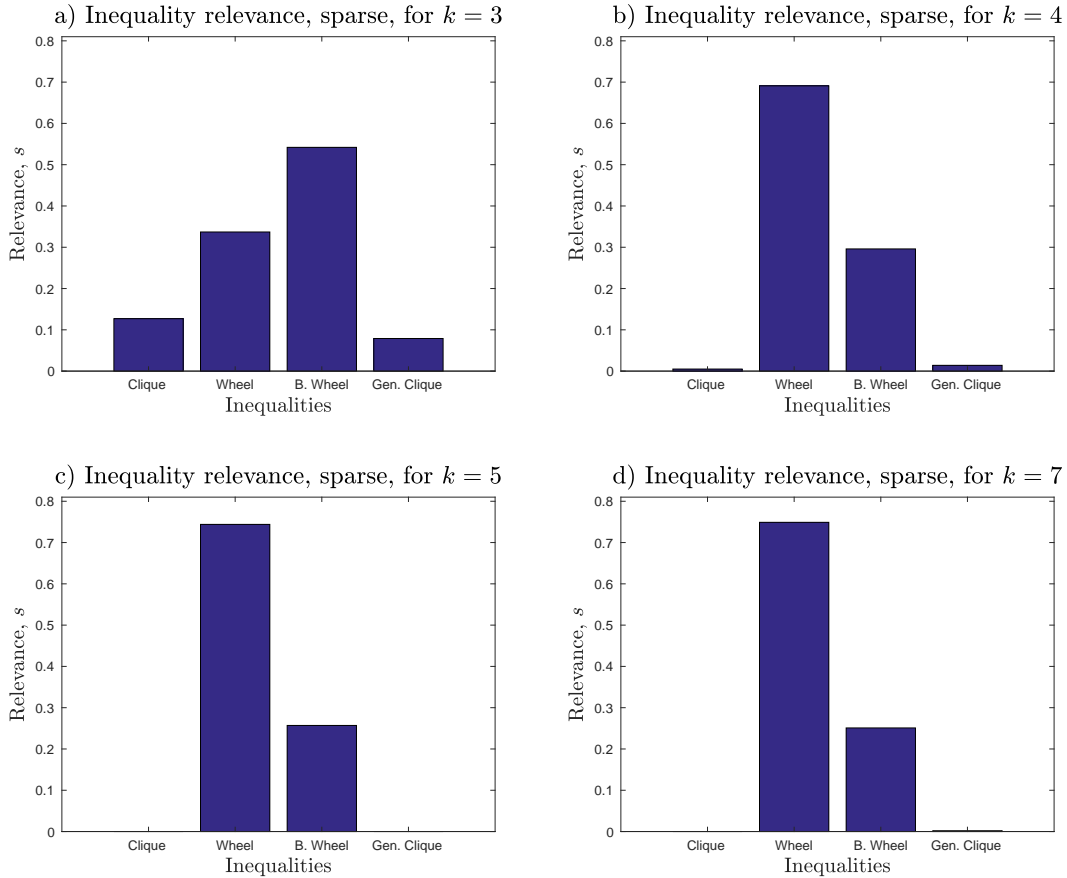 a) Inequality relevance, sparse, for k = 3
0.8
0.7
0.6
0.5
0.4
0.3
0.2
0.1
0
Relevance, s
Clique Wheel B. Wheel Gen. Clique
Inequalities
b) Inequality relevance, sparse, for k = 4
0.8
0.7
0.6
0.5
0.4
0.3
0.2
0.1
0
Relevance, s
Clique Wheel B. Wheel Gen. Clique
Inequalities
c) Inequality relevance, sparse, for k = 5
0.8
0.7
0.6
0.5
0.4
0.3
0.2
0.1
0
Relevance, s
Clique Wheel B. Wheel Gen. Clique
Inequalities
d) Inequality relevance, sparse, for k = 7
0.8
0.7
0.6
0.5
0.4
0.3
0.2
0.1
0
Relevance, s
Clique Wheel B. Wheel Gen. Clique
Inequalities